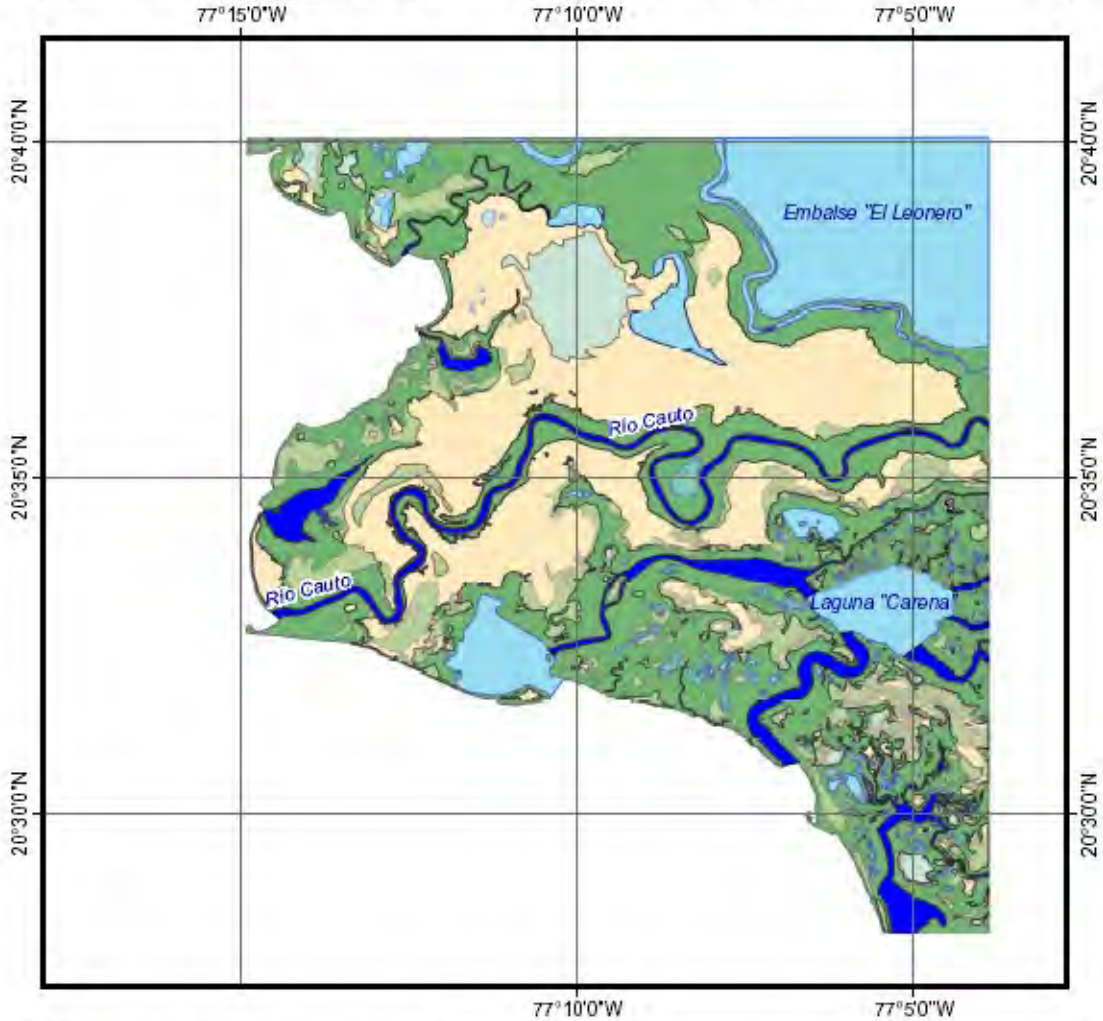 77°15'0"W 77°10'0"W 77°5'0"W
20°40'0"N 20°40'0"N
Embalse "El Leonero"
Río Cauto
20°35'0"N 20°35'0"N
Río Cauto
Laguna "Carena
20°30'0"N 20°30'0"N
77°10'0"W 77°5'0"W